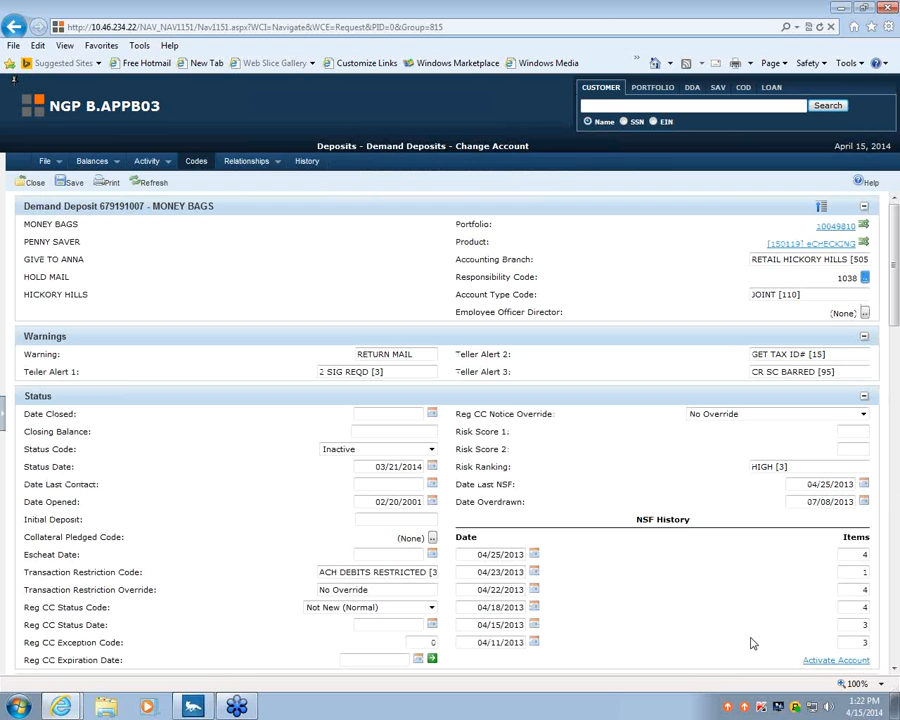 http://10.46.234.22/NAV_NAV1151/Nav1151.aspx?WCI=Navigate&WCE=Request&PID=0&Group=815
File Edit View Favorites Tools Help
Suggested Sites Free Hotmail New Tab Web Slice Gallery Customize Links Windows Marketplace Windows Media » Page Safety Tools
NGP B.APPB03
CUSTOMER PORTFOLIO DDA SAV COD LOAN
Search
Name SSN EIN
Deposits - Demand Deposits - Change Account April 15, 2014
File Balances Activity Codes Relationships History
Close Save Print Refresh Help
Demand Deposit 679191007 - MONEY BAGS
MONEY BAGS Portfolio: 10049810
PENNY SAVER Product: [150119] eCHECKING
GIVE TO ANNA Accounting Branch: RETAIL HICKORY HILLS [505
HOLD MAIL Responsibility Code: 1038
HICKORY HILLS Account Type Code: JOINT [110]
Employee Officer Director: (None)
Warnings
Warning: RETURN MAIL Teller Alert 2: GET TAX ID# [15]
Teller Alert 1: 2 SIG REQD [3] Teller Alert 3: CR SC BARRED [95]
Status
Date Closed: Reg CC Notice Override: No Override
Closing Balance: Risk Score 1:
Status Code: Inactive Risk Score 2:
Status Date: 03/21/2014 Risk Ranking: HIGH [3]
Date Last Contact: Date Last NSF: 04/25/2013
Date Opened: 02/20/2001 Date Overdrawn: 07/08/2013
Initial Deposit: NSF History
Collateral Pledged Code: (None) Date Items
Escheat Date: 04/25/2013 4
Transaction Restriction Code: ACH DEBITS RESTRICTED [3 04/23/2013 1
Transaction Restriction Override: No Override 04/22/2013 4
Reg CC Status Code: Not New (Normal) 04/18/2013 4
Reg CC Status Date: 04/15/2013 3
Reg CC Exception Code: 0 04/11/2013 3
Reg CC Expiration Date: Activate Account
100%
1:22 PM
4/15/2014